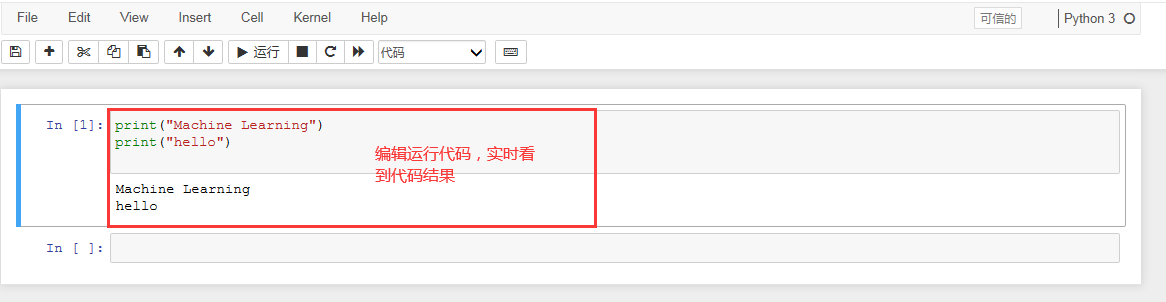 File Edit View Insert Cell Kernel Help 可信的 Python 3
运行 代码
In [1]: print("Machine Learning")
print("hello")
编辑运行代码，实时看
到代码结果
Machine Learning
hello
In [ ]: